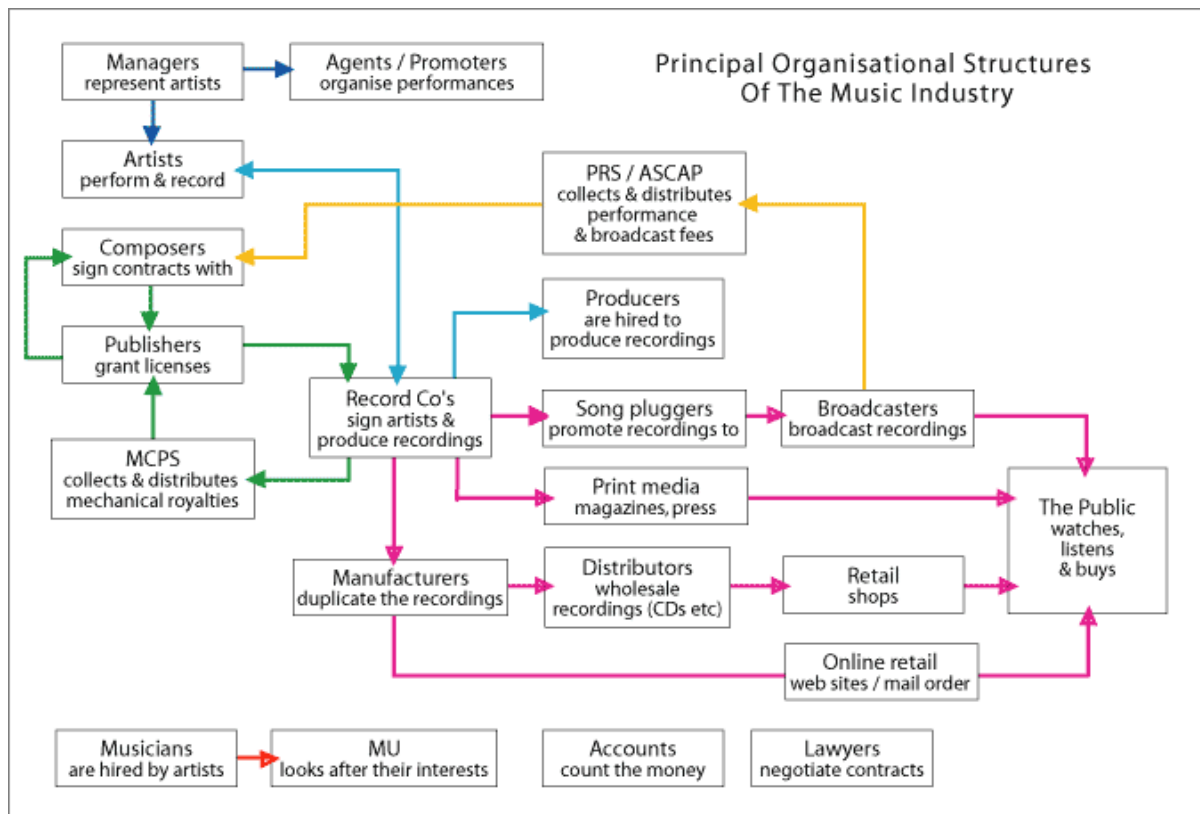 Principal Organisational Structures
Of The Music Industry
Managers
represent artists
Agents / Promoters
organise performances
Artists
perform & record
PRS / ASCAP
collects & distributes
performance
& broadcast fees
Composers
sign contracts with
Producers
are hired to
produce recordings
Publishers
grant licenses
Record Co's
sign artists &
produce recordings
Song pluggers
promote recordings to
Broadcasters
broadcast recordings
MCPS
collects & distributes
mechanical royalties
Print media
magazines, press
The Public
watches,
listens
& buys
Manufacturers
duplicate the recordings
Distributors
wholesale
recordings (CDs etc)
Retail
shops
Online retail
web sites / mail order
Musicians
are hired by artists
MU
looks after their interests
Accounts
count the money
Lawyers
negotiate contracts